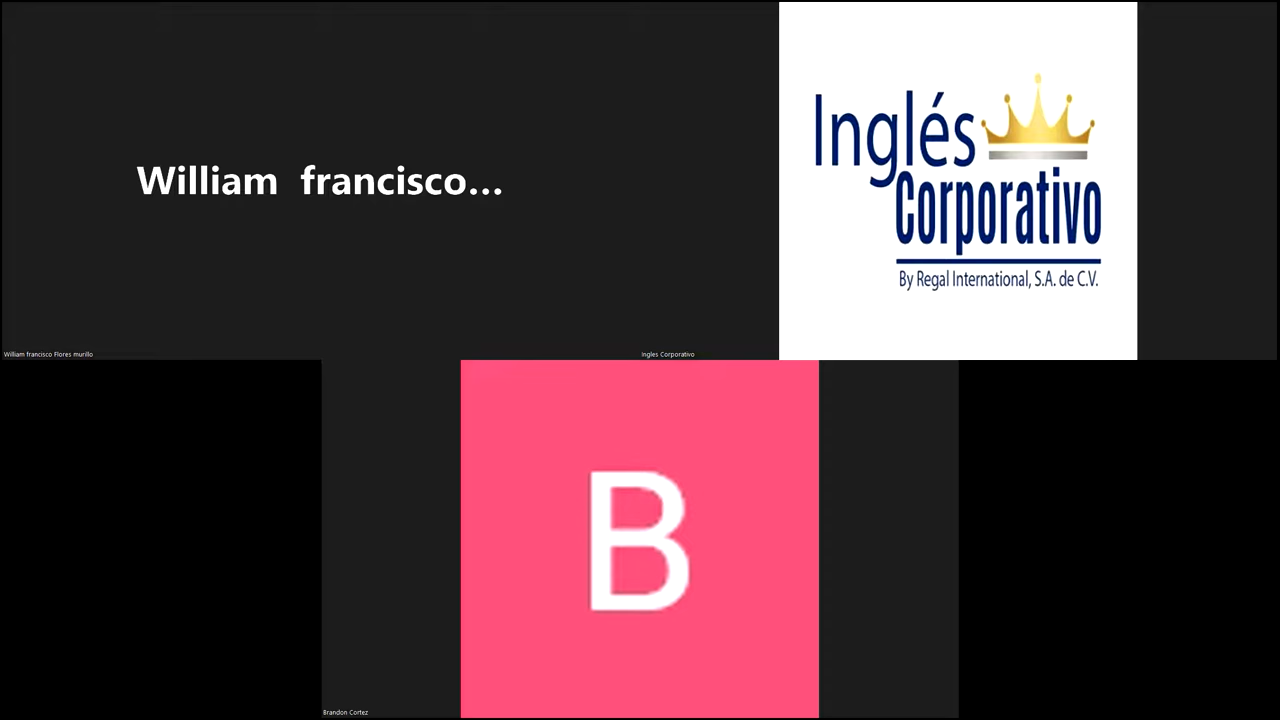 William francisco...
Inglés
Corporativo
By Regal International, S.A. de C.V.
William francisco Flores murillo
Ingles Corporativo
B
Brandon Cortez